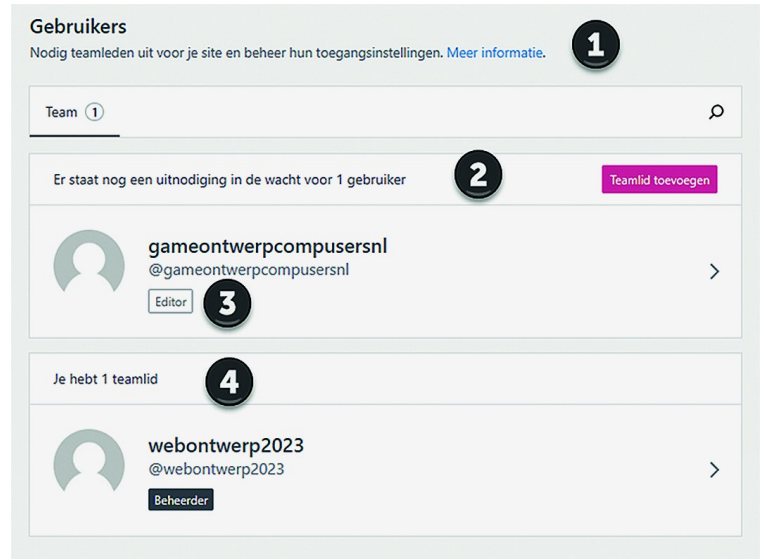 Gebruikers
Nodig teamleden uit voor je site en beheer hun toegangsinstellingen. Meer informatie.
1
Team 1
Er staat nog een uitnodiging in de wacht voor 1 gebruiker
2
Teamlid toevoegen
gameontwerpcompusersnl
@gameontwerpcompusersnl
Editor
3
Je hebt 1 teamlid
4
webontwerp2023
@webontwerp2023
Beheerder